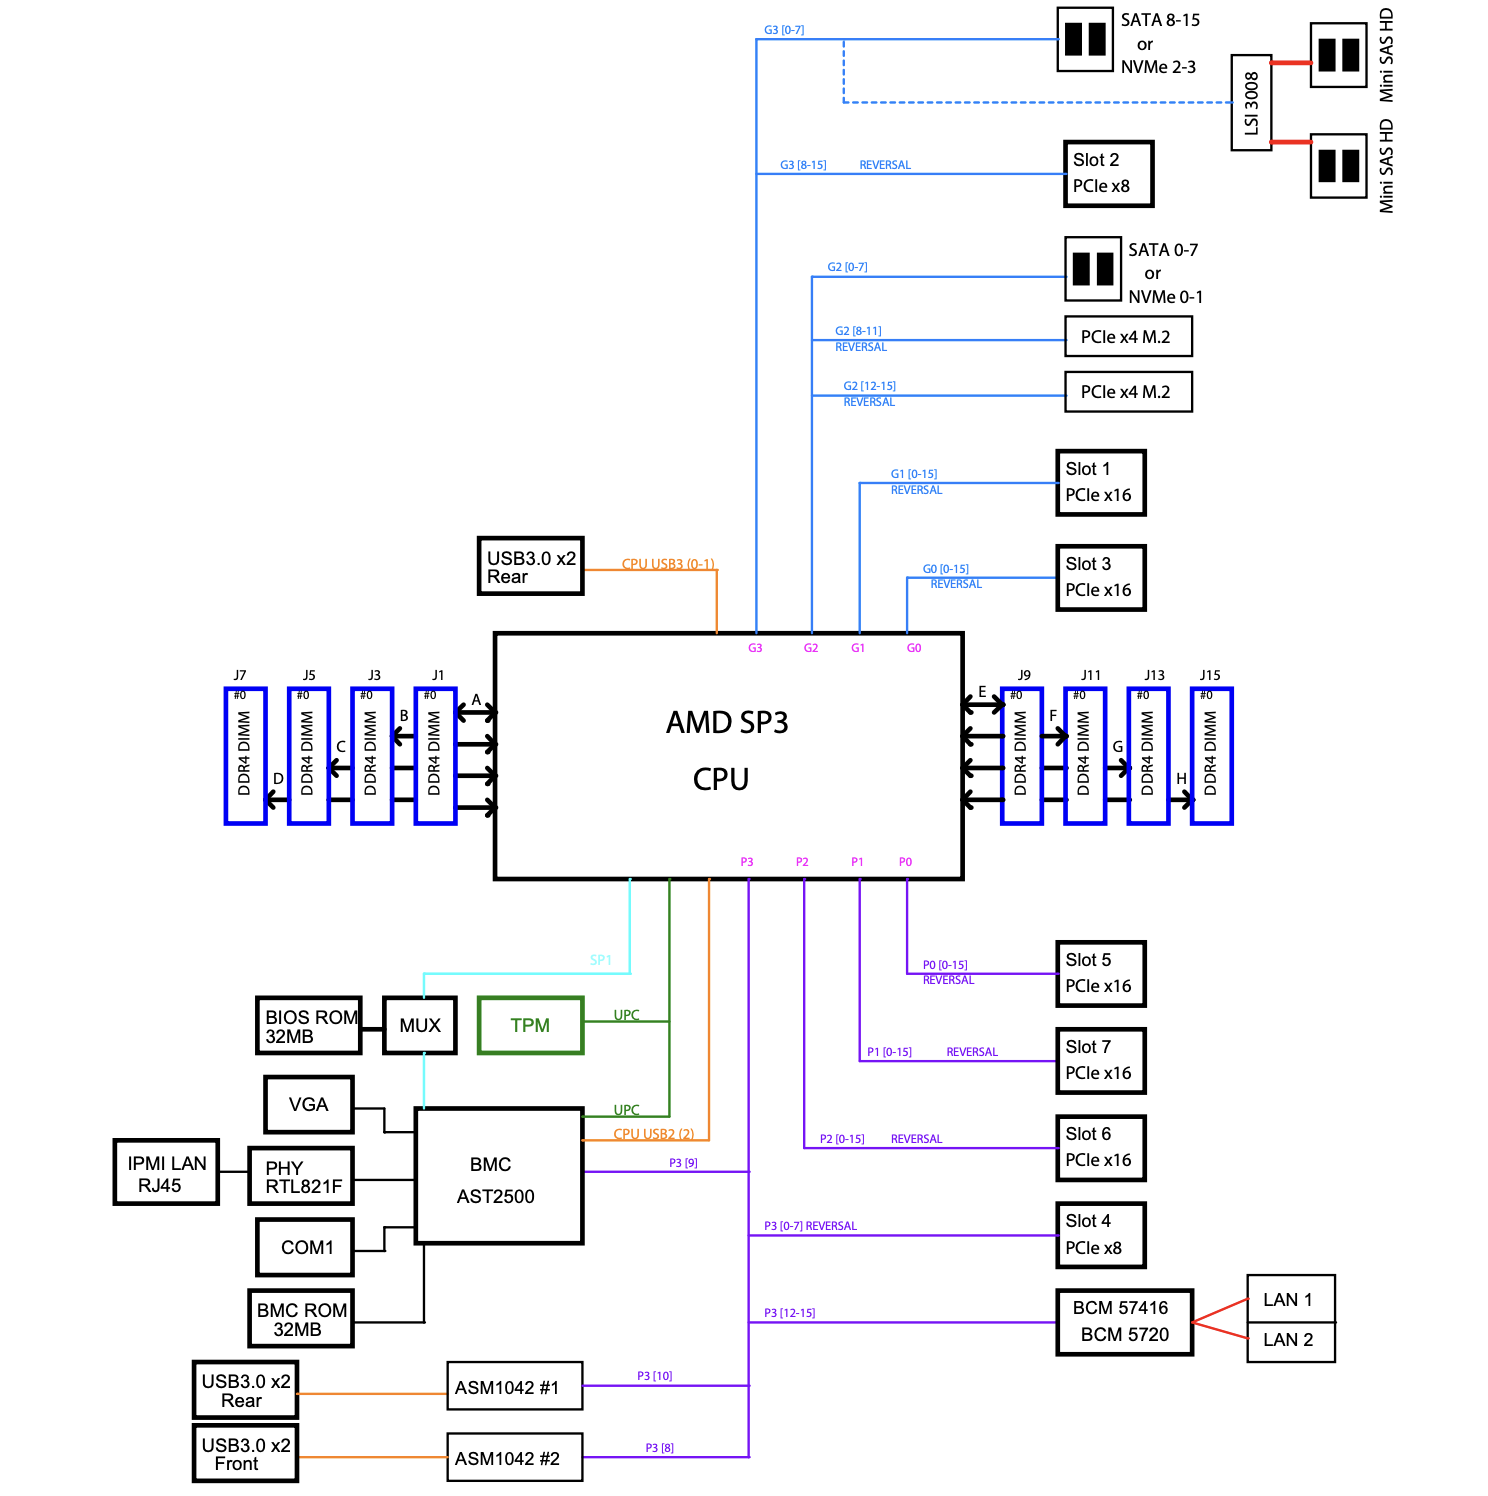 G3 [0-7]
SATA 8-15
or
NVMe 2-3
LSI 3008
Mini SAS HD
Mini SAS HD
G3 [8-15] REVERSAL
Slot 2
PCIe x8
G2 [0-7]
SATA 0-7
or
NVMe 0-1
G2 [8-11]
REVERSAL
PCIe x4 M.2
G2 [12-15]
REVERSAL
PCIe x4 M.2
G1 [0-15]
REVERSAL
Slot 1
PCIe x16
USB3.0 x2
Rear
CPU USB3 (0-1)
G0 [0-15]
REVERSAL
Slot 3
PCIe x16
G3 G2 G1 G0
J7 J5 J3 J1
#0 #0 #0 #0
DDR4 DIMM
DDR4 DIMM
DDR4 DIMM
DDR4 DIMM
A
B
C
D
AMD SP3
CPU
J9 J11 J13 J15
#0 #0 #0 #0
DDR4 DIMM
DDR4 DIMM
DDR4 DIMM
DDR4 DIMM
E
F
G
H
P3 P2 P1 P0
SP1
P0 [0-15]
REVERSAL
Slot 5
PCIe x16
BIOS ROM
32MB
MUX
TPM
UPC
P1 [0-15] REVERSAL
Slot 7
PCIe x16
VGA
UPC
CPU USB2 (2)
P2 [0-15] REVERSAL
Slot 6
PCIe x16
IPMI LAN
RJ45
PHY
RTL821F
BMC
AST2500
P3 [9]
P3 [0-7] REVERSAL
Slot 4
PCIe x8
COM1
BMC ROM
32MB
P3 [12-15]
BCM 57416
BCM 5720
LAN 1
LAN 2
USB3.0 x2
Rear
ASM1042 #1
P3 [10]
USB3.0 x2
Front
ASM1042 #2
P3 [8]